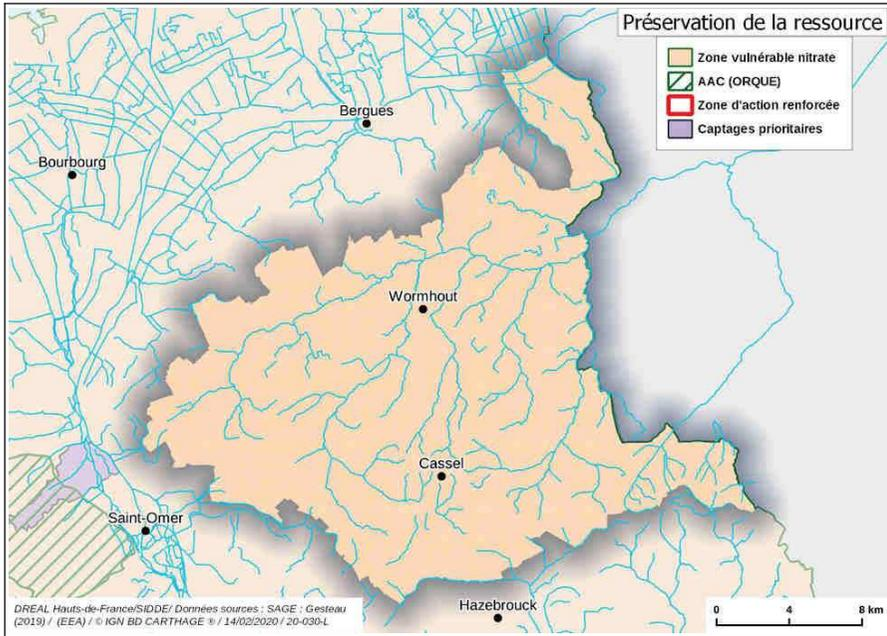 Préservation de la ressource
Zone vulnérable nitrate
AAC (ORQUE)
Zone d'action renforcée
Captages prioritaires
Bergues
Bourbourg
Wormhout
Cassel
Saint-Omer
Hazebrouck
DREAL Hauts-de-France/SIDDE/ Données sources : SAGE : Gesteau
(2019) / (EEA) / © IGN BD CARTHAGE ® / 14/02/2020 / 20-030-L
0 4 8 km